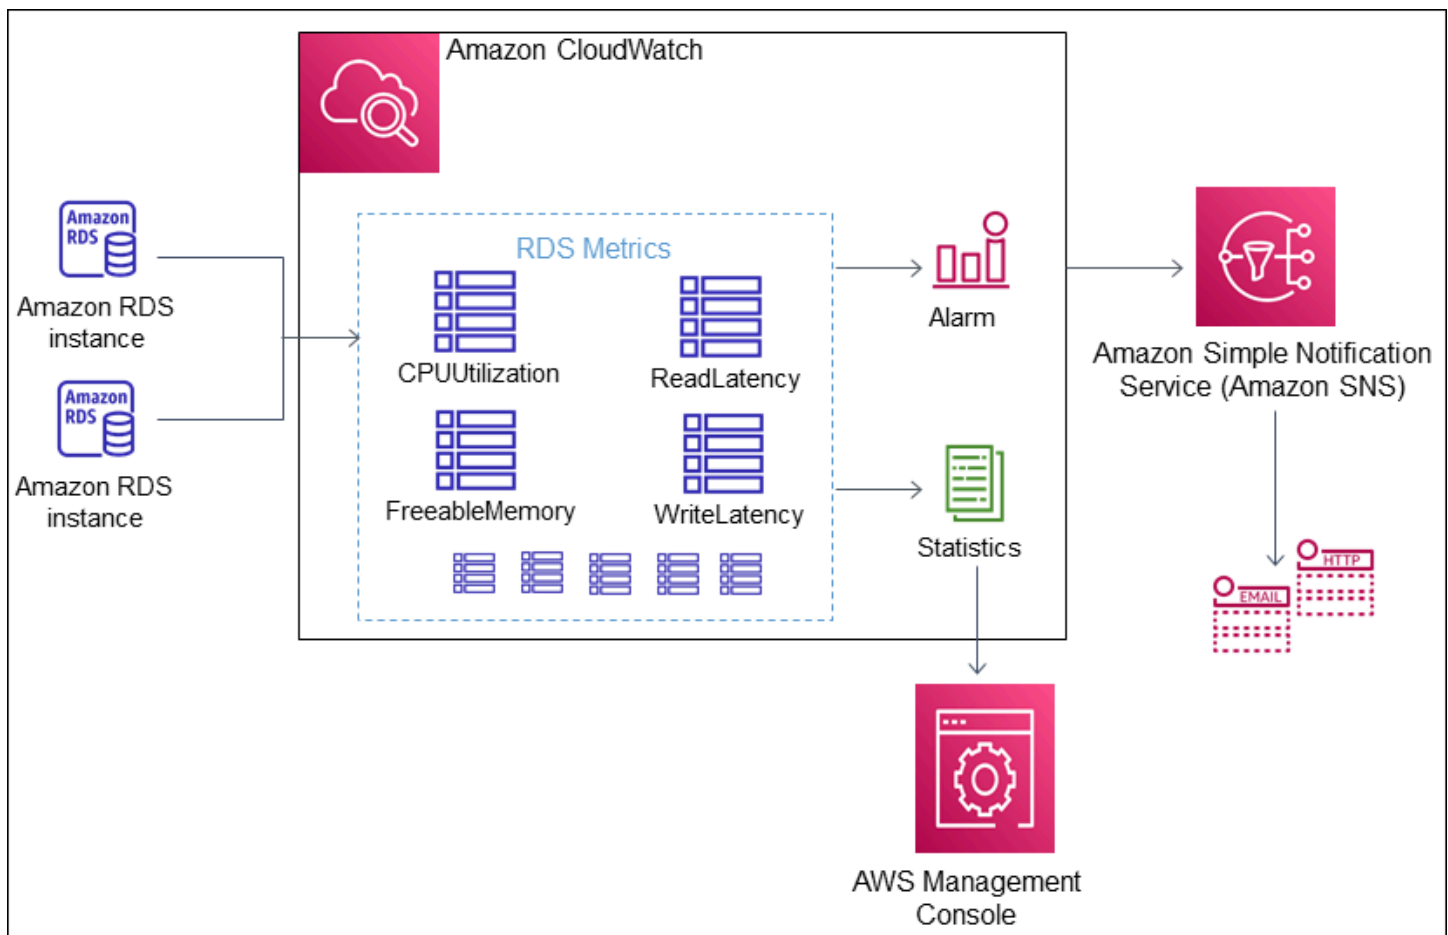 Amazon CloudWatch
Amazon
RDS
Amazon RDS
instance
Amazon
RDS
Amazon RDS
instance
RDS Metrics
CPUUtilization
ReadLatency
FreeableMemory
WriteLatency
Alarm
Statistics
Amazon Simple Notification
Service (Amazon SNS)
HTTP
EMAIL
AWS Management
Console